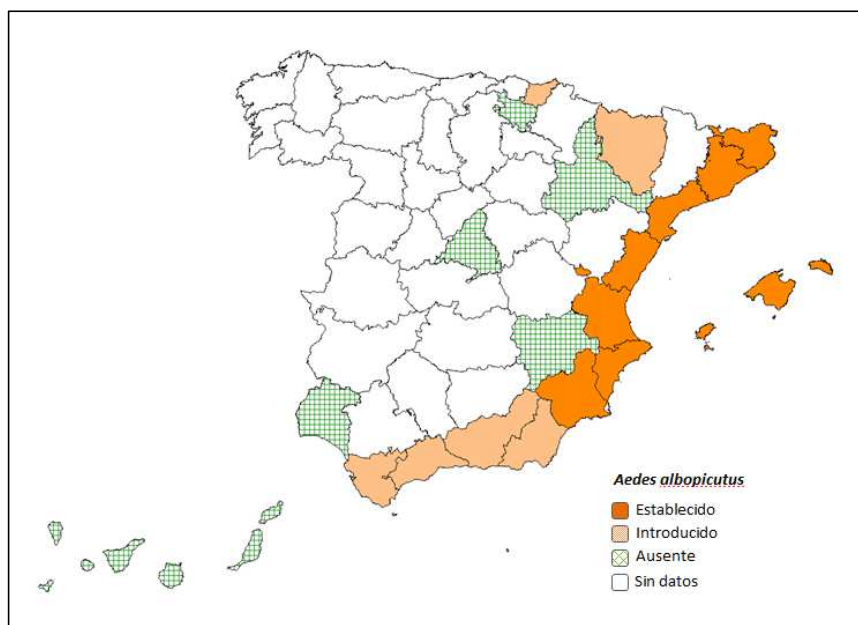 Aedes albopicutus
Establecido
Introducido
Ausente
Sin datos